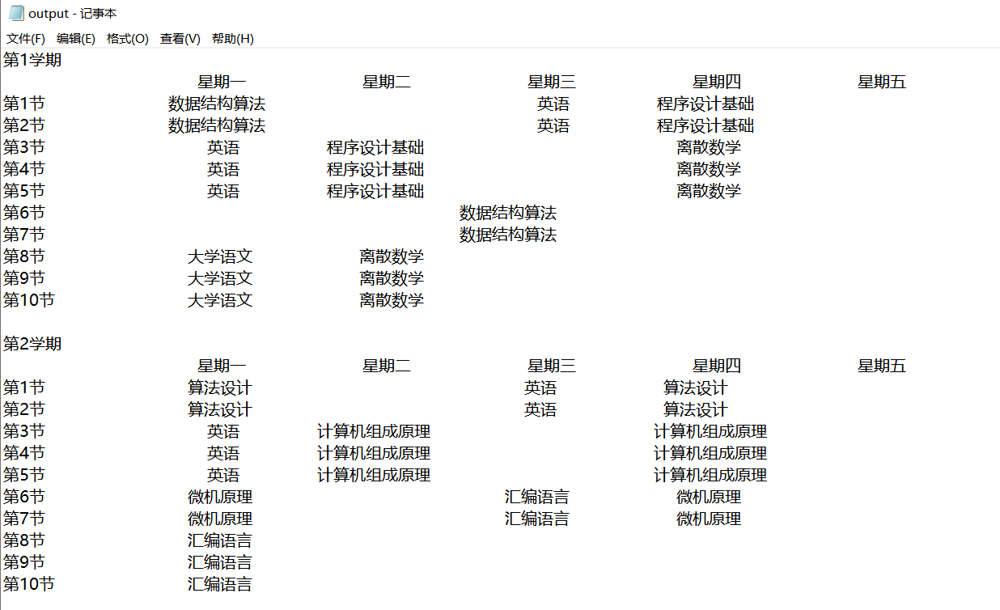 output - 记事本
文件(F) 编辑(E) 格式(O) 查看(V) 帮助(H)
第1学期
星期一 星期二 星期三 星期四 星期五
第1节 数据结构算法 英语 程序设计基础
第2节 数据结构算法 英语 程序设计基础
第3节 英语 程序设计基础 离散数学
第4节 英语 程序设计基础 离散数学
第5节 英语 程序设计基础 离散数学
第6节 数据结构算法
第7节 数据结构算法
第8节 大学语文 离散数学
第9节 大学语文 离散数学
第10节 大学语文 离散数学
第2学期
星期一 星期二 星期三 星期四 星期五
第1节 算法设计 英语 算法设计
第2节 算法设计 英语 算法设计
第3节 英语 计算机组成原理 计算机组成原理
第4节 英语 计算机组成原理 计算机组成原理
第5节 英语 计算机组成原理 计算机组成原理
第6节 微机原理 汇编语言 微机原理
第7节 微机原理 汇编语言 微机原理
第8节 汇编语言
第9节 汇编语言
第10节 汇编语言